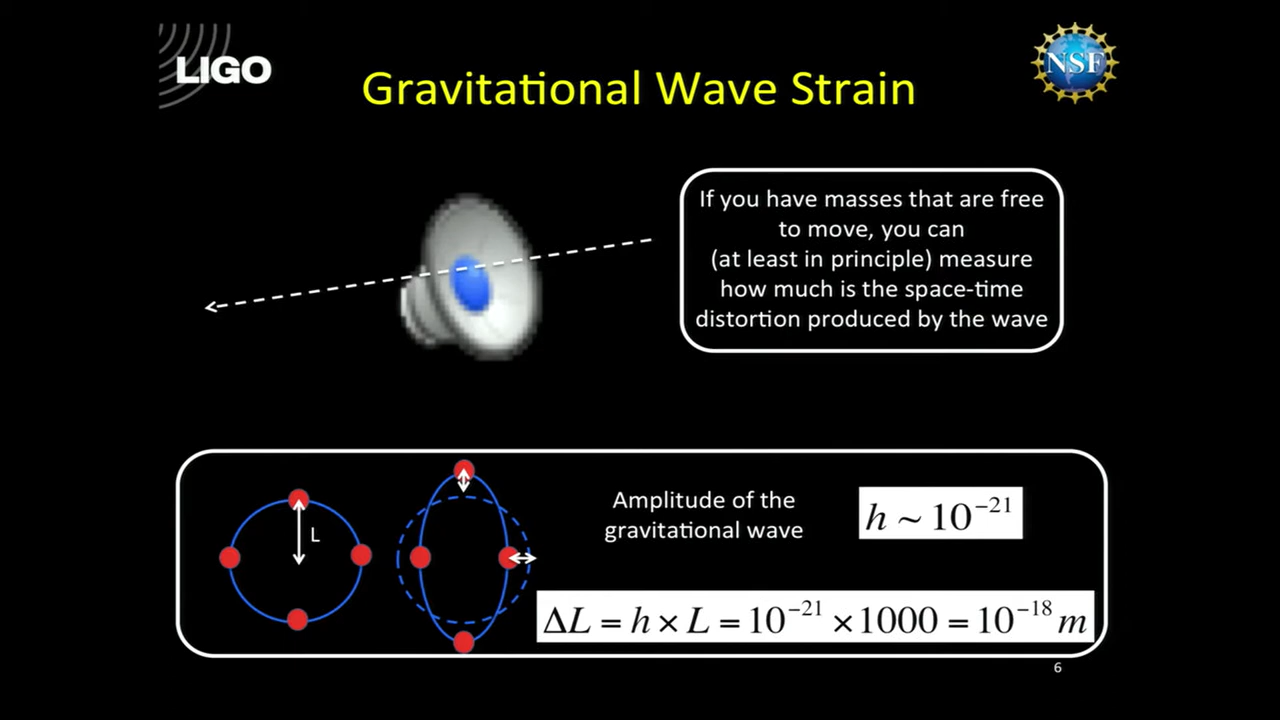 LIGO
NSF
Gravitational Wave Strain
If you have masses that are free
to move, you can
(at least in principle) measure
how much is the space-time
distortion produced by the wave
L
Amplitude of the
gravitational wave
h ~ 10⁻²¹
ΔL = h × L = 10⁻²¹ × 1000 = 10⁻¹⁸ m
6